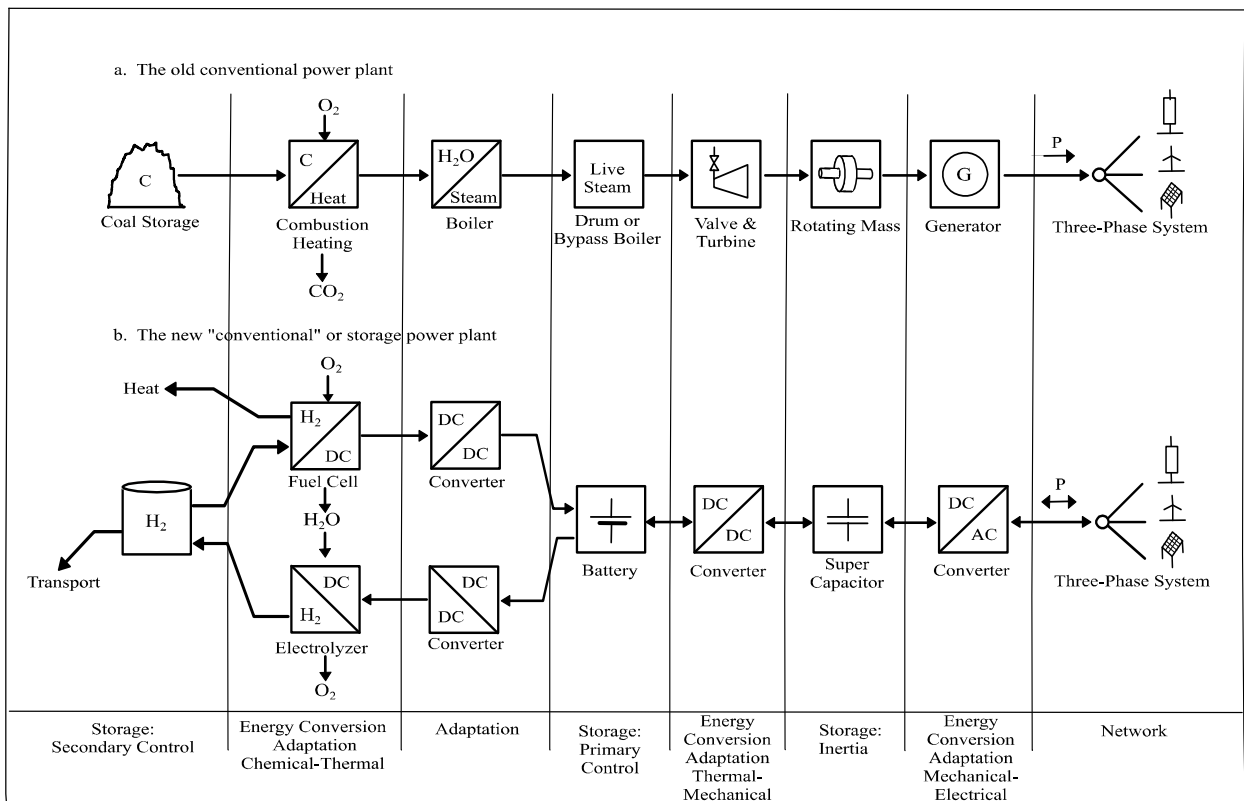 a. The old conventional power plant
O2
C
Coal Storage
C
Heat
Combustion
Heating
CO2
H2O
Steam
Boiler
Live
Steam
Drum or
Bypass Boiler
Valve &
Turbine
Rotating Mass
G
Generator
P
Three-Phase System
b. The new "conventional" or storage power plant
O2
Heat
H2
DC
Fuel Cell
H2O
DC
DC
Converter
H2
Transport
DC
H2
Electrolyzer
O2
DC
DC
Converter
Battery
DC
DC
Converter
Super
Capacitor
DC
AC
Converter
P
Three-Phase System
Storage:
Secondary Control
Energy Conversion
Adaptation
Chemical-Thermal
Adaptation
Storage:
Primary
Control
Energy
Conversion
Adaptation
Thermal-
Mechanical
Storage:
Inertia
Energy
Conversion
Adaptation
Mechanical-
Electrical
Network